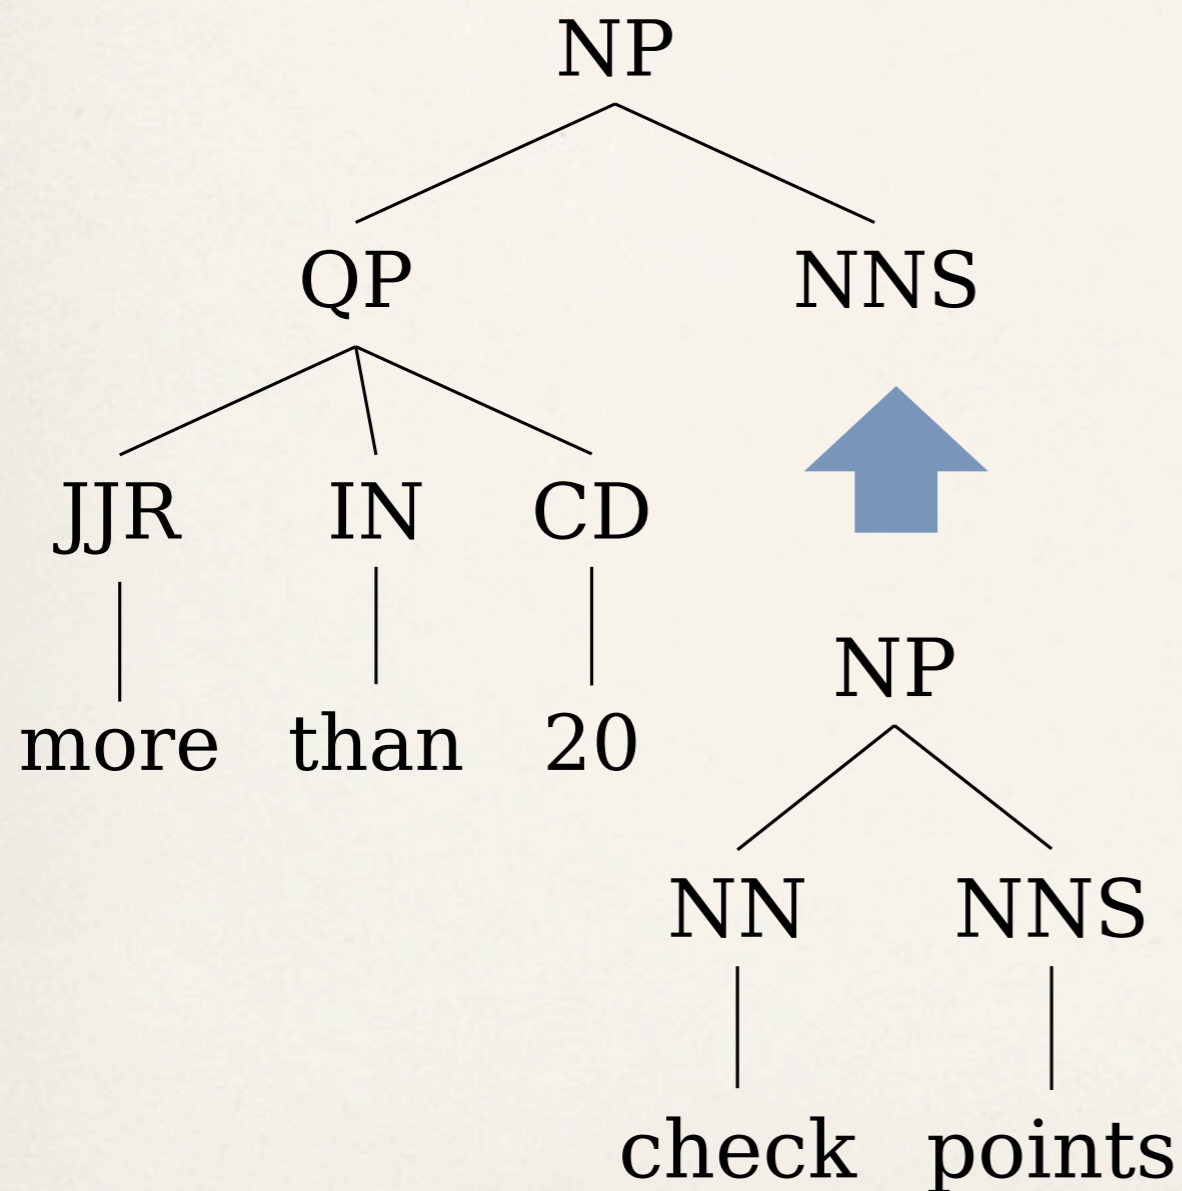 NP
QP NNS
JJR IN CD
NP
more than 20
NN NNS
check points